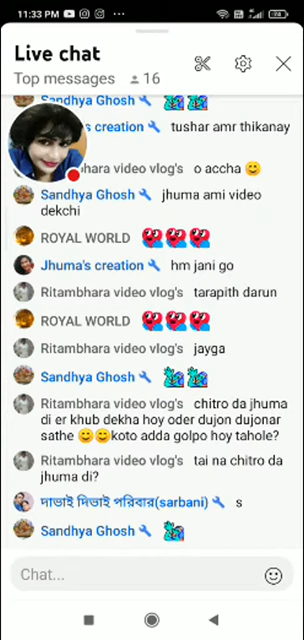 11:33 PM
Live chat
Top messages 16
Sandhya Ghosh
s creation tushar amr thikanay
hara video vlog's o accha 😊
Sandhya Ghosh jhuma ami video
dekchi
ROYAL WORLD
Jhuma's creation hm jani go
Ritambhara video vlog's tarapith darun
ROYAL WORLD
Ritambhara video vlog's jayga
Sandhya Ghosh
Ritambhara video vlog's chitro da jhuma
di er khub dekha hoy oder dujon dujonar
sathe 😊😊koto adda golpo hoy tahole?
Ritambhara video vlog's tai na chitro da
jhuma di?
দাভাই দিভাই পরিবার(sarbani) s
Sandhya Ghosh
Chat...